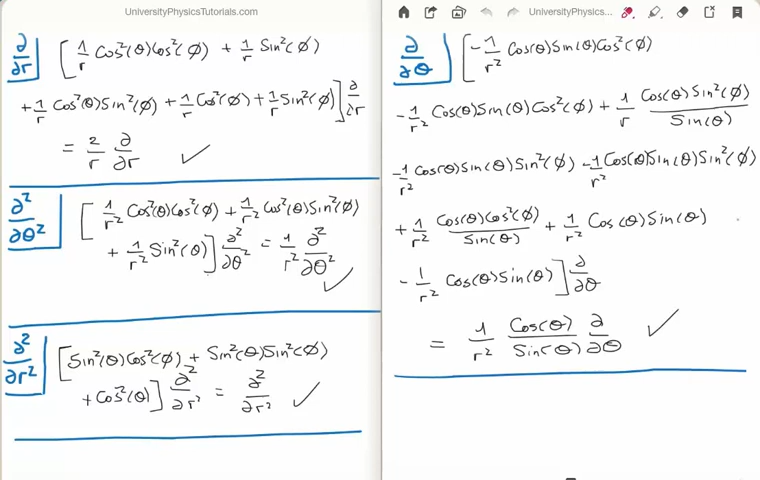 UniversityPhysicsTutorials.com
∂/∂r [1/r Cos²(θ)Cos²(φ) + 1/r Sin²(φ)
+1/r Cos²(θ)Sin²(φ) + 1/r Cos²(φ) + 1/r Sin²(φ)] ∂/∂r
= 2/r ∂/∂r ✓
∂²/∂θ² [1/r² Cos²(θ)Cos²(φ) + 1/r² Cos²(θ)Sin²(φ)
+ 1/r² Sin²(θ)] ∂²/∂θ² = 1/r² ∂²/∂θ² ✓
∂²/∂r² [Sin²(θ)Cos²(φ) + Sin²(θ)Sin²(φ)
+ Cos²(θ)] ∂²/∂r² = ∂²/∂r² ✓
UniversityPhysics...
∂/∂θ [-1/r² Cos(θ)Sin(θ)Cos²(φ)
-1/r² Cos(θ)Sin(θ)Cos²(φ) + 1/r Cos(θ)Sin²(φ)/Sin(θ)
-1/r² Cos(θ)Sin(θ)Sin²(φ) -1/r² Cos(θ)Sin(θ)Sin²(φ)
+1/r² Cos(θ)Cos²(φ)/Sin(θ) + 1/r² Cos(θ)Sin(θ)
-1/r² Cos(θ)Sin(θ)] ∂/∂θ
= 1/r² Cos(θ)/Sin(θ) ∂/∂θ ✓